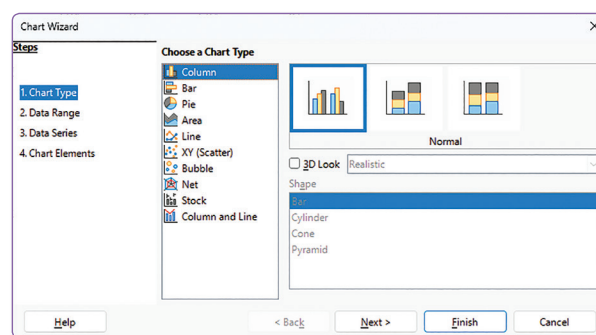 Chart Wizard
Steps
1. Chart Type
2. Data Range
3. Data Series
4. Chart Elements
Choose a Chart Type
Column
Bar
Pie
Area
Line
XY (Scatter)
Bubble
Net
Stock
Column and Line
Normal
3D Look Realistic
Shape
Bar
Cylinder
Cone
Pyramid
Help < Back Next > Finish Cancel